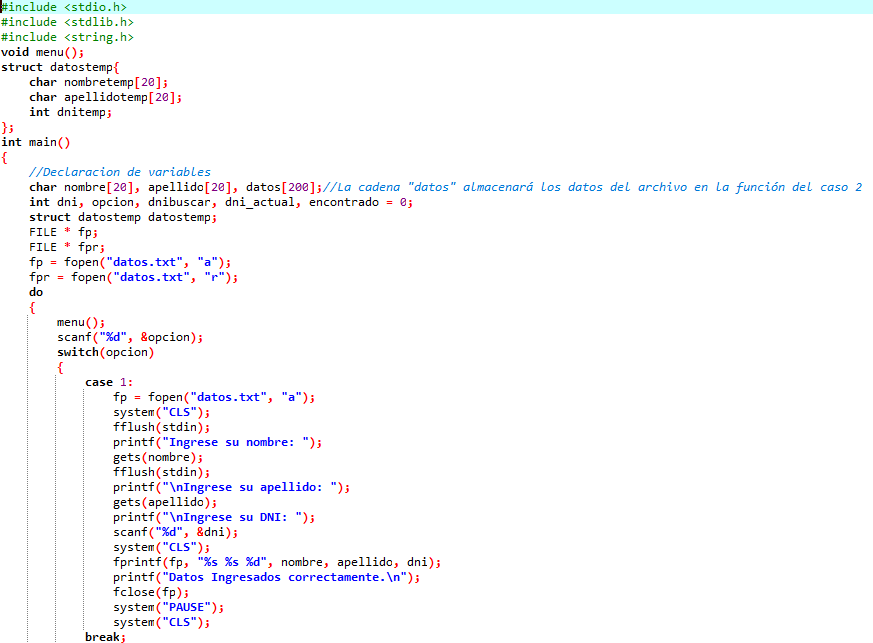 #include <stdio.h>
#include <stdlib.h>
#include <string.h>
void menu();
struct datostemp{
    char nombretemp[20];
    char apellidotemp[20];
    int dnitemp;
};
int main()
{
    //Declaracion de variables
    char nombre[20], apellido[20], datos[200];//La cadena "datos" almacenará los datos del archivo en la función del caso 2
    int dni, opcion, dnibuscar, dni_actual, encontrado = 0;
    struct datostemp datostemp;
    FILE * fp;
    FILE * fpr;
    fp = fopen("datos.txt", "a");
    fpr = fopen("datos.txt", "r");
    do
    {
        menu();
        scanf("%d", &opcion);
        switch(opcion)
        {
            case 1:
                fp = fopen("datos.txt", "a");
                system("CLS");
                fflush(stdin);
                printf("Ingrese su nombre: ");
                gets(nombre);
                fflush(stdin);
                printf("\nIngrese su apellido: ");
                gets(apellido);
                printf("\nIngrese su DNI: ");
                scanf("%d", &dni);
                system("CLS");
                fprintf(fp, "%s %s %d", nombre, apellido, dni);
                printf("Datos Ingresados correctamente.\n");
                fclose(fp);
                system("PAUSE");
                system("CLS");
            break;